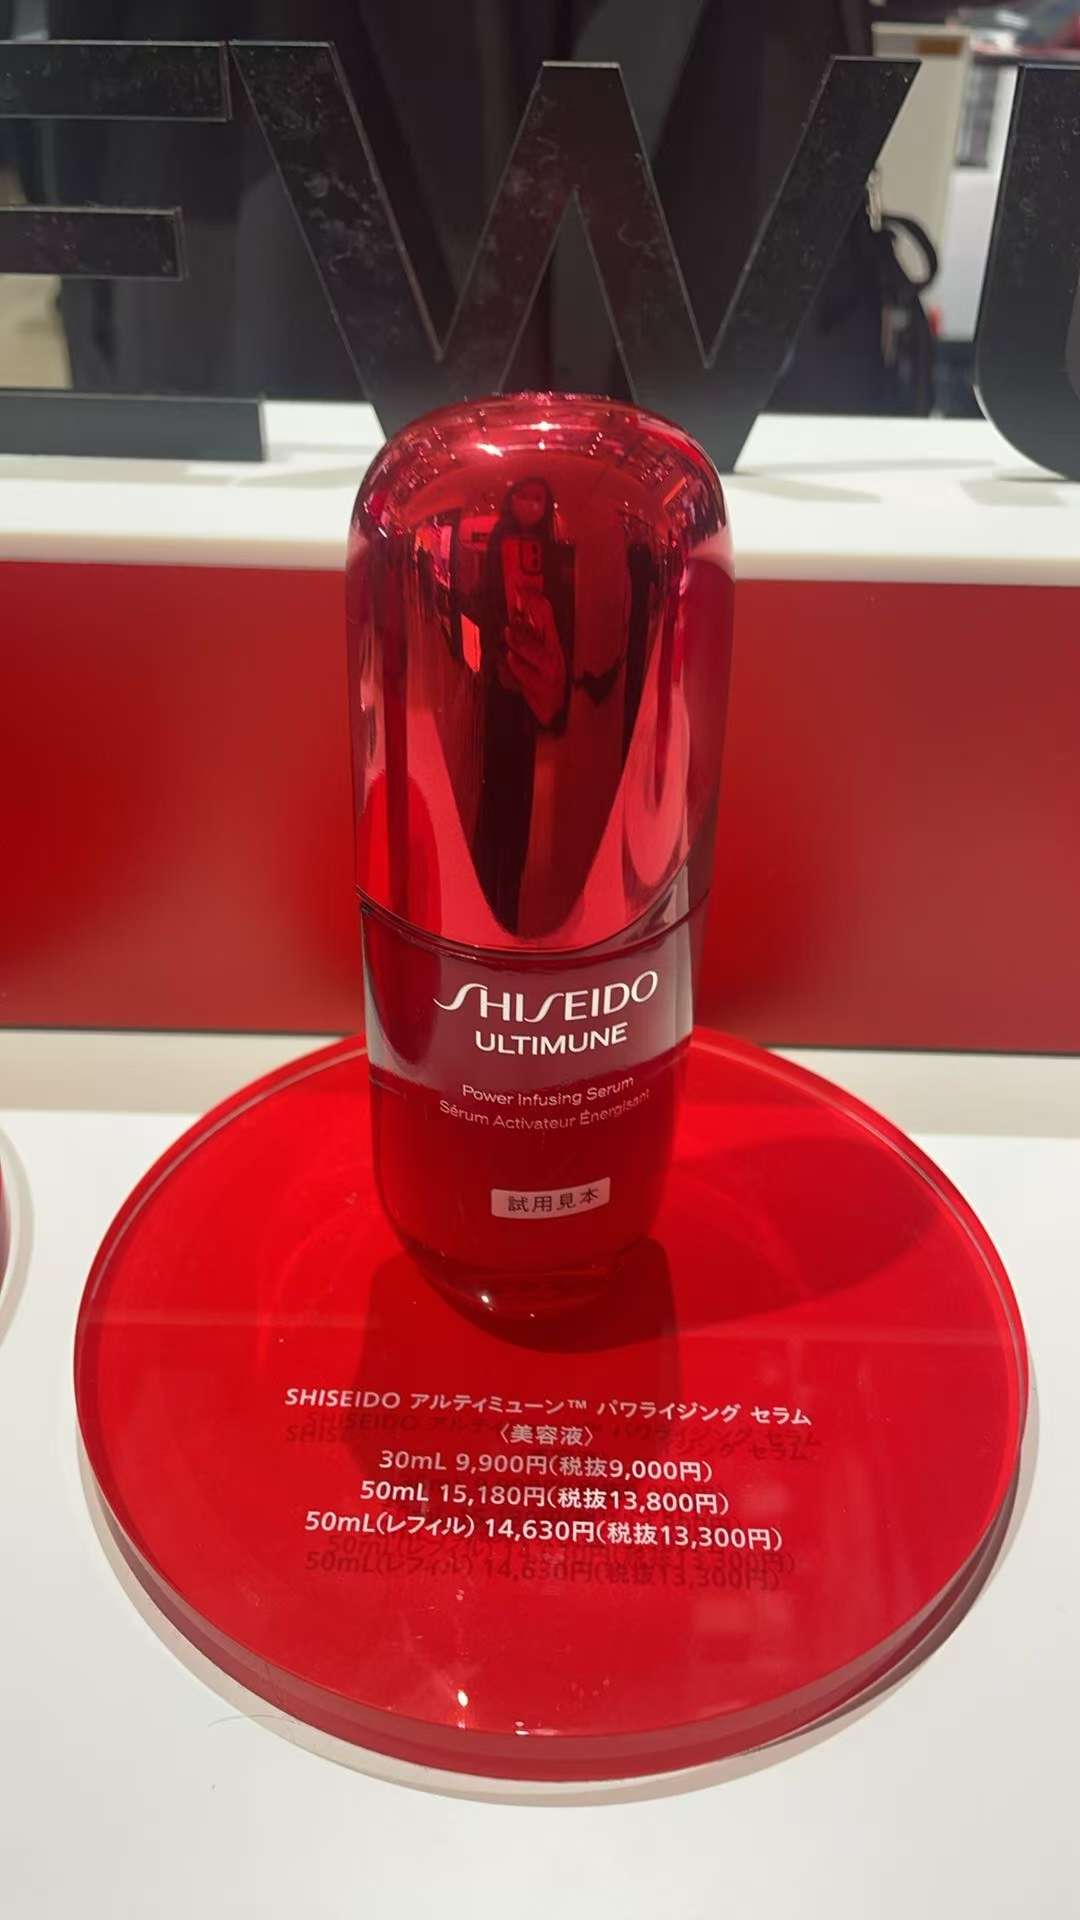 EWU
SHISEIDO
ULTIMUNE
Power Infusing Serum
Sérum Activateur Énergisant
試用見本
SHISEIDO アルティミューン™ パワライジング セラム
〈美容液〉
30mL 9,900円(税抜9,000円)
50mL 15,180円(税抜13,800円)
50mL(レフィル) 14,630円(税抜13,300円)